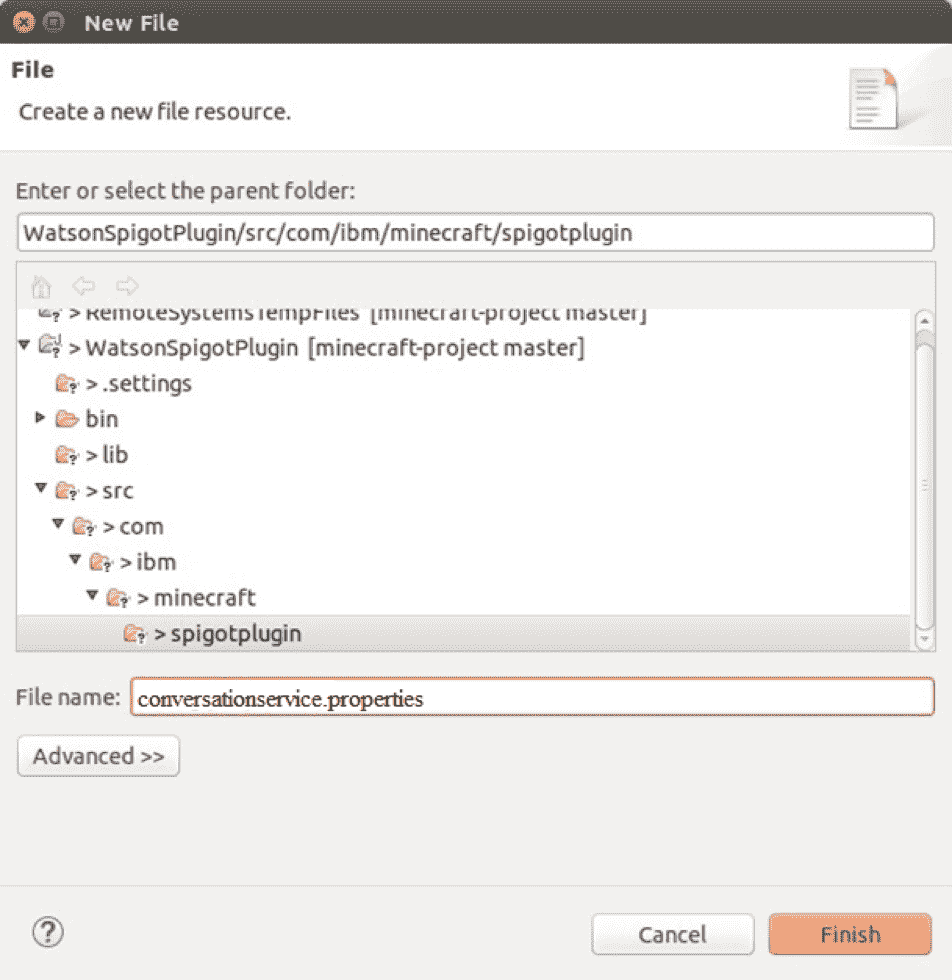 New File
File
Create a new file resource.
Enter or select the parent folder:
WatsonSpigotPlugin/src/com/ibm/minecraft/spigotplugin
> RemoteSystemsTempFiles [minecraft-project master]
> WatsonSpigotPlugin [minecraft-project master]
> .settings
bin
> lib
> src
> com
> ibm
> minecraft
> spigotplugin
File name: conversationservice.properties
Advanced >>
? Cancel Finish